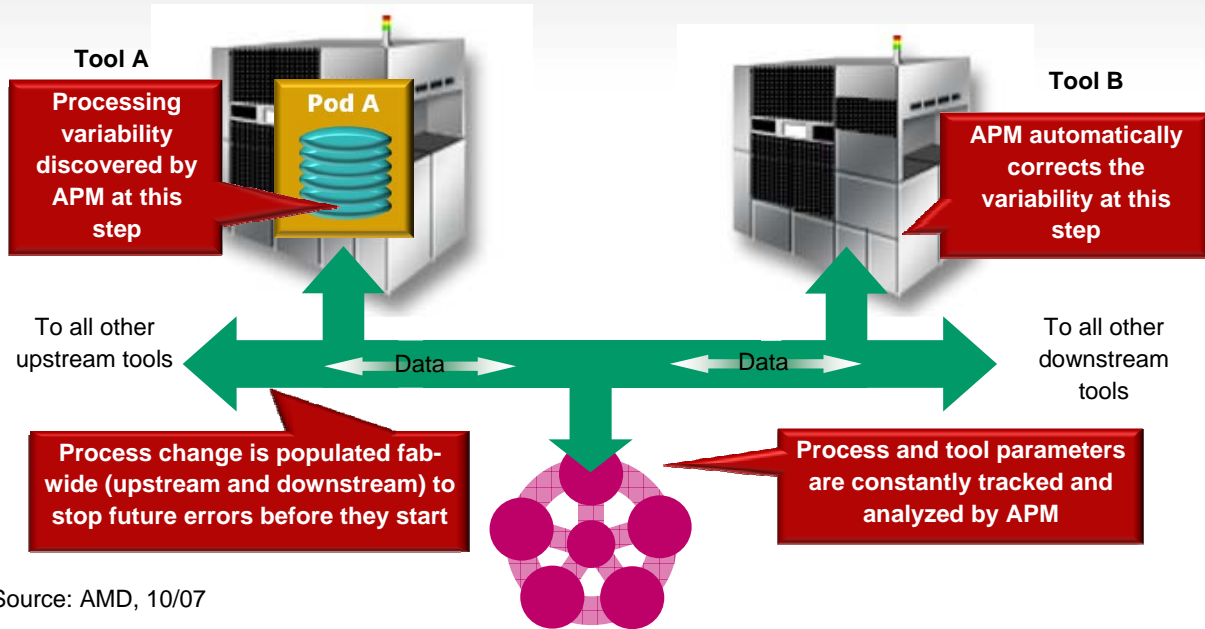 Tool A
Processing
variability
discovered by
APM at this
step
Pod A
Tool B
APM automatically
corrects the
variability at this
step
To all other
upstream tools
Data
Data
To all other
downstream
tools
Process change is populated fab-
wide (upstream and downstream) to
stop future errors before they start
Process and tool parameters
are constantly tracked and
analyzed by APM
Source: AMD, 10/07